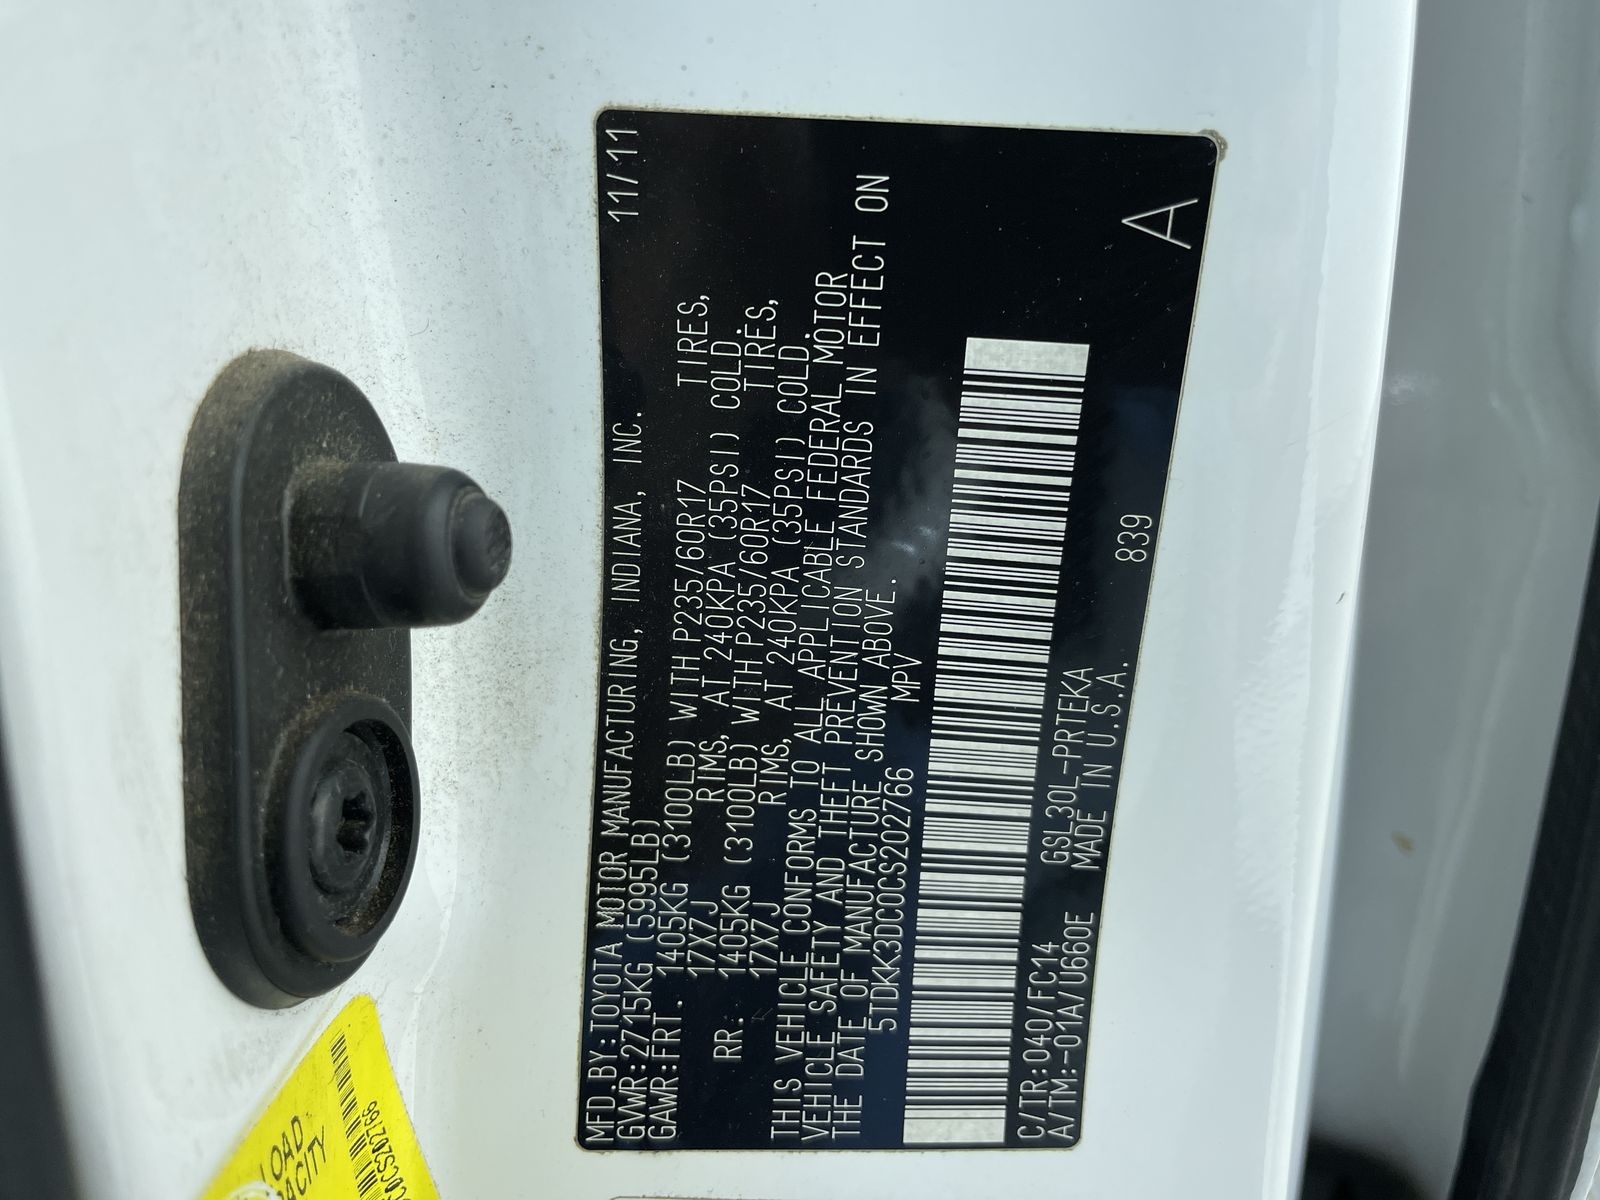 MFD.BY:TOYOTA MOTOR MANUFACTURING, INDIANA, INC. 11/11
GVWR:2715KG (5995LB)
GAWR:FRT. 1405KG (3100LB) WITH P235/60R17 TIRES,
17X7J RIMS, AT 240KPA (35PSI) COLD.
RR. 1405KG (3100LB) WITH P235/60R17 TIRES,
17X7J RIMS, AT 240KPA (35PSI) COLD.
THIS VEHICLE CONFORMS TO ALL APPLICABLE FEDERAL MOTOR
VEHICLE SAFETY AND THEFT PREVENTION STANDARDS IN EFFECT ON
THE DATE OF MANUFACTURE SHOWN ABOVE.
5TDKK3DC0CS202766 MPV
C/TR:040/FC14 GSL30L-PRTEKA 839 A
A/TM:-01A/U660E MADE IN U.S.A.
LOAD
CS202766